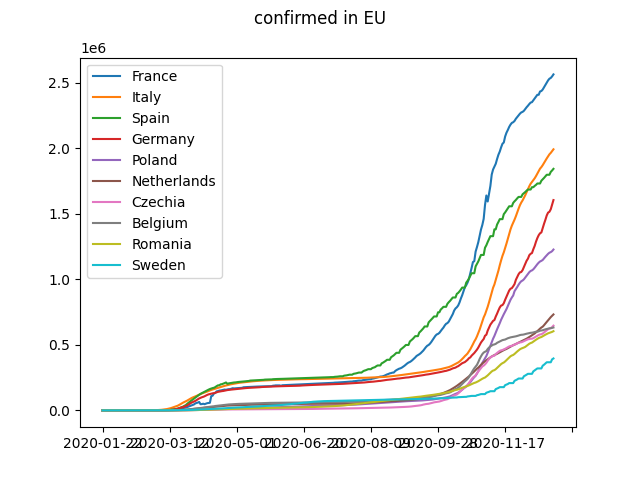 confirmed in EU
1e6
2.5
2.0
1.5
1.0
0.5
0.0
France
Italy
Spain
Germany
Poland
Netherlands
Czechia
Belgium
Romania
Sweden
2020-01-22
2020-03-12
2020-05-01
2020-06-20
2020-08-09
2020-09-28
2020-11-17